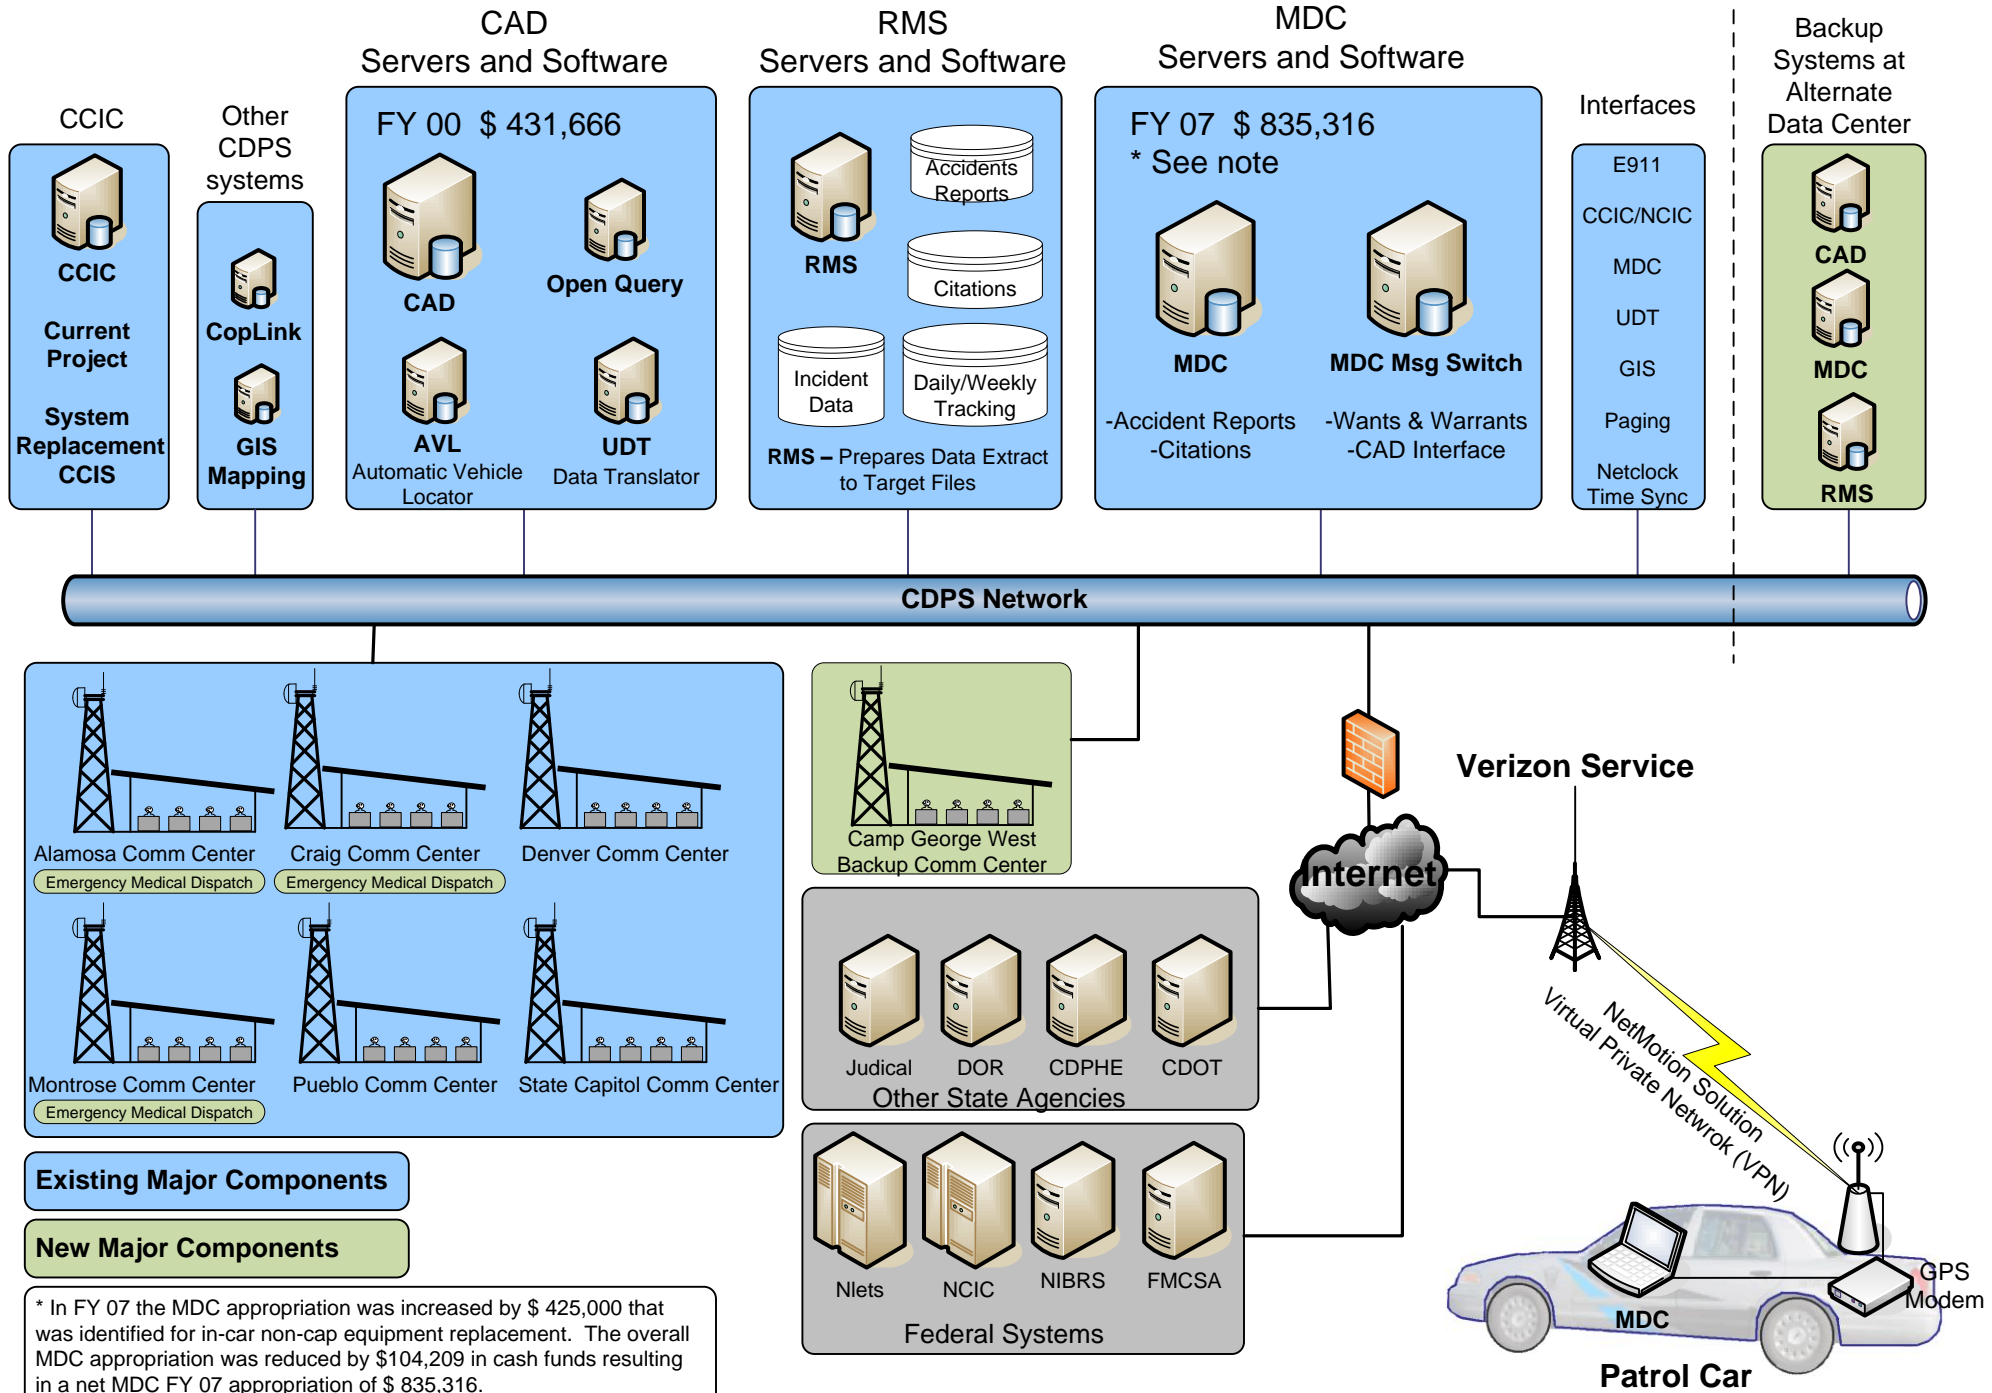 CAD
Servers and Software
RMS
Servers and Software
MDC
Servers and Software
Backup
Systems at
Alternate
Data Center
CCIC
Other
CDPS
systems
Interfaces
CCIC
Current
Project
System
Replacement
CCIS
CopLink
GIS
Mapping
FY 00  $ 431,666
CAD
Open Query
AVL
Automatic Vehicle
Locator
UDT
Data Translator
RMS
Accidents
Reports
Citations
Incident
Data
Daily/Weekly
Tracking
RMS – Prepares Data Extract
to Target Files
FY 07  $ 835,316
* See note
MDC
-Accident Reports
-Citations
MDC Msg Switch
-Wants & Warrants
-CAD Interface
E911
CCIC/NCIC
MDC
UDT
GIS
Paging
Netclock
Time Sync
CAD
MDC
RMS
CDPS Network
Alamosa Comm Center
Emergency Medical Dispatch
Craig Comm Center
Emergency Medical Dispatch
Denver Comm Center
Montrose Comm Center
Emergency Medical Dispatch
Pueblo Comm Center
State Capitol Comm Center
Camp George West
Backup Comm Center
Internet
Verizon Service
Judical
DOR
CDPHE
CDOT
Other State Agencies
Nlets
NCIC
NIBRS
FMCSA
Federal Systems
NetMotion Solution
Virtual Private Netwrok (VPN)
MDC
GPS
Modem
Patrol Car
Existing Major Components
New Major Components
* In FY 07 the MDC appropriation was increased by $ 425,000 that
was identified for in-car non-cap equipment replacement.  The overall
MDC appropriation was reduced by $104,209 in cash funds resulting
in a net MDC FY 07 appropriation of $ 835,316.